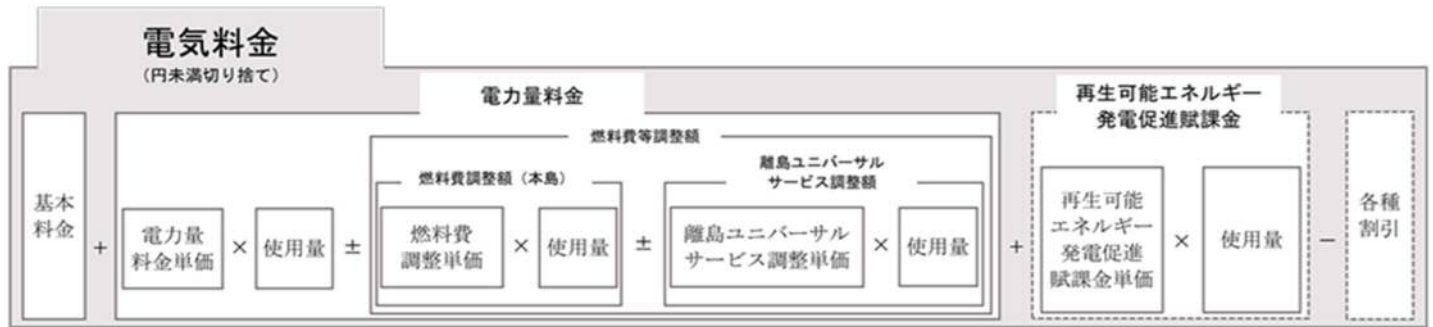 電気料金
（円未満切り捨て）
電力量料金
再生可能エネルギー
発電促進賦課金
燃料費等調整額
燃料費調整額（本島）
離島ユニバーサル
サービス調整額
基本
料金
+
電力量
料金単価
×
使用量
±
燃料費
調整単価
×
使用量
±
離島ユニバーサル
サービス調整単価
×
使用量
+
再生可能
エネルギー
発電促進
賦課金単価
×
使用量
−
各種
割引